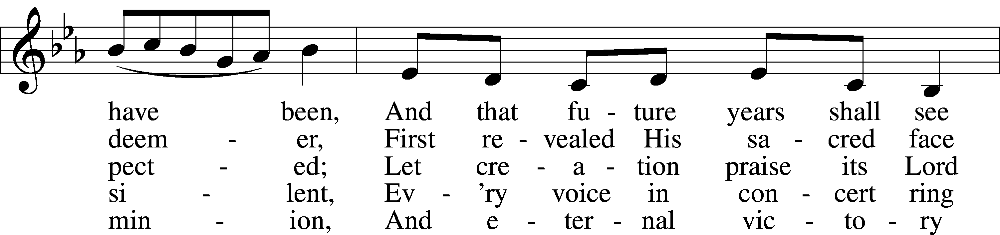 have been, And that fu - ture years shall see
deem - er, First re - vealed His sa - cred face
pect - ed; Let cre - a - tion praise its Lord
si - lent, Ev - ’ry voice in con - cert ring
min - ion, And e - ter - nal vic - to - ry